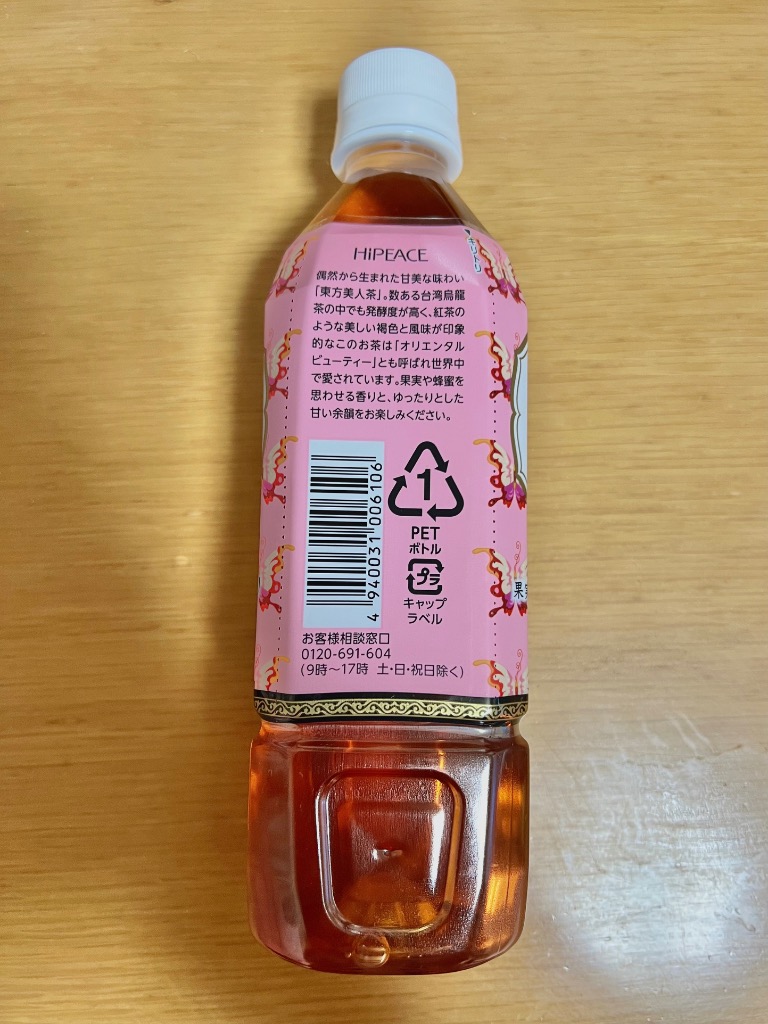 HiPEACE
▼キリトリ
偶然から生まれた甘美な味わい
「東方美人茶」。数ある台湾烏龍
茶の中でも発酵度が高く、紅茶の
ような美しい褐色と風味が印象
的なこのお茶は「オリエンタル
ビューティー」とも呼ばれ世界中
で愛されています。果実や蜂蜜を
思わせる香りと、ゆったりとした
甘い余韻をお楽しみください。
4 940031 006106
1
PET
ボトル
プラ
キャップ
ラベル
果
お客様相談窓口
0120-691-604
(9時～17時 土・日・祝日除く)